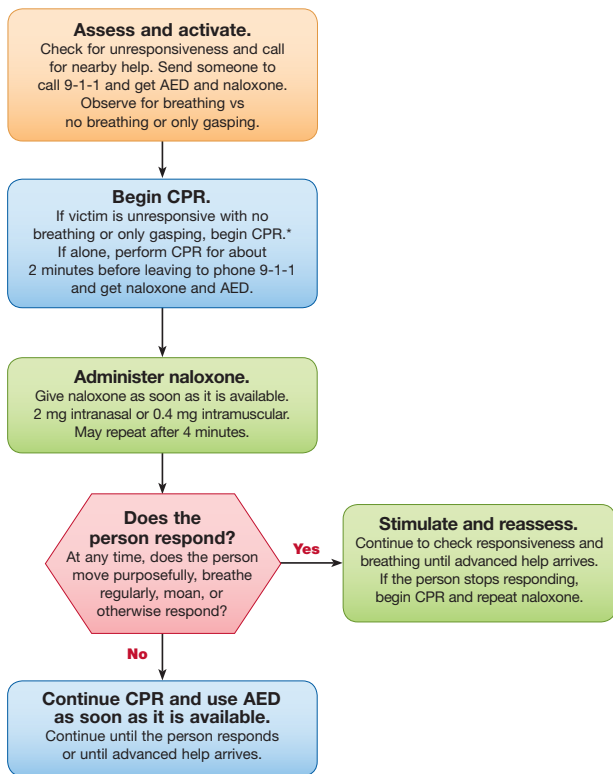 Assess and activate.
Check for unresponsiveness and call
for nearby help. Send someone to
call 9-1-1 and get AED and naloxone.
Observe for breathing vs
no breathing or only gasping.
Begin CPR.
If victim is unresponsive with no
breathing or only gasping, begin CPR.*
If alone, perform CPR for about
2 minutes before leaving to phone 9-1-1
and get naloxone and AED.
Administer naloxone.
Give naloxone as soon as it is available.
2 mg intranasal or 0.4 mg intramuscular.
May repeat after 4 minutes.
Does the
person respond?
At any time, does the person
move purposefully, breathe
regularly, moan, or
otherwise respond?
Yes
Stimulate and reassess.
Continue to check responsiveness and
breathing until advanced help arrives.
If the person stops responding,
begin CPR and repeat naloxone.
No
Continue CPR and use AED
as soon as it is available.
Continue until the person responds
or until advanced help arrives.